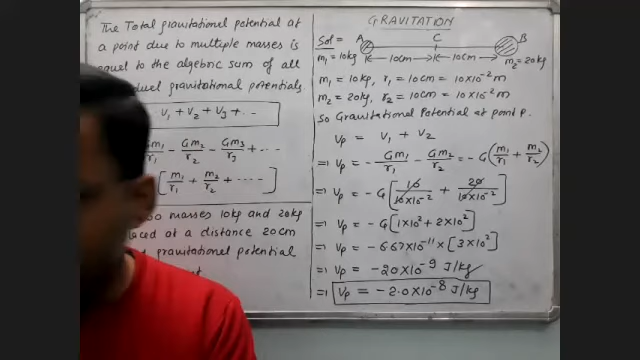 GRAVITATION
The Total gravitational potential at
a point due to multiple masses is
equal to the algebraic sum of all
gravitational potentials.
V1 + V2 + V3 + ..
Gm1/r1 - Gm2/r2 - Gm3/r3 + ...
[m1/r1 + m2/r2 + ....]
masses 10kg and 20kg
at a distance 20cm
gravitational potential
Sol=
A C B
m1=10kg 10cm 10cm m2=20kg
m1 = 10kg, r1 = 10cm = 10×10⁻²m
m2 = 20kg, r2 = 10cm = 10×10⁻²m
So Gravitational Potential at point P.
Vp = V1 + V2
⇒ Vp = - Gm1/r1 - Gm2/r2 = -G(m1/r1 + m2/r2)
⇒ Vp = -G[10/10×10⁻² + 20/10×10⁻²]
⇒ Vp = -G[1×10² + 2×10²]
⇒ Vp = -6.67×10⁻¹¹ × [3×10²]
⇒ Vp = -20×10⁻⁹ J/kg
⇒ Vp = -2.0×10⁻⁸ J/kg